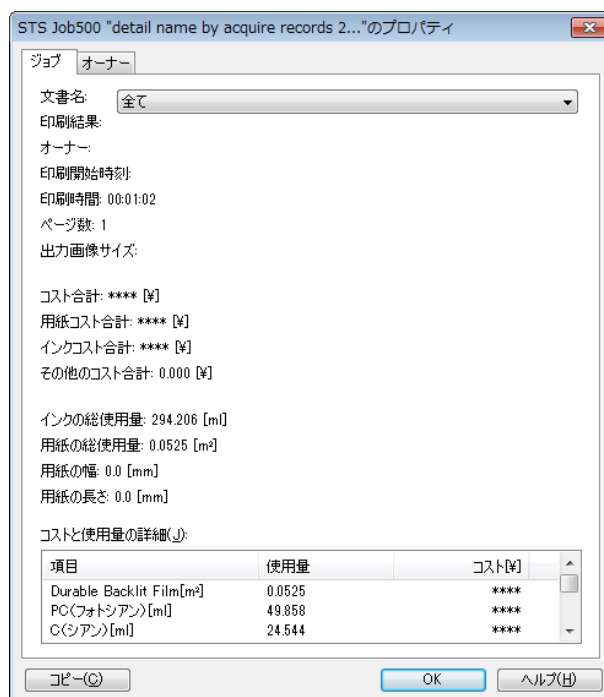 STS Job500 "detail name by acquire records 2..."のプロパティ
ジョブ オーナー
文書名: 全て
印刷結果:
オーナー:
印刷開始時刻:
印刷時間: 00:01:02
ページ数: 1
出力画像サイズ:
コスト合計: **** [¥]
用紙コスト合計: **** [¥]
インクコスト合計: **** [¥]
その他のコスト合計: 0.000 [¥]
インクの総使用量: 294.206 [ml]
用紙の総使用量: 0.0525 [m²]
用紙の幅: 0.0 [mm]
用紙の長さ: 0.0 [mm]
コストと使用量の詳細(J):
項目 使用量 コスト[¥]
Durable Backlit Film[m²] 0.0525 ****
PC(フォトシアン)[ml] 49.858 ****
C(シアン)[ml] 24.544 ****
コピー(C) OK ヘルプ(H)